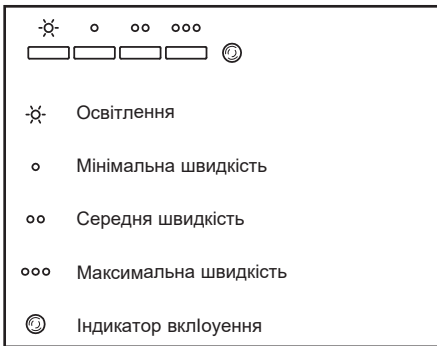 Освітлення
Мінімальна швидкість
Середня швидкість
Максимальна швидкість
Індикатор вклІоуення